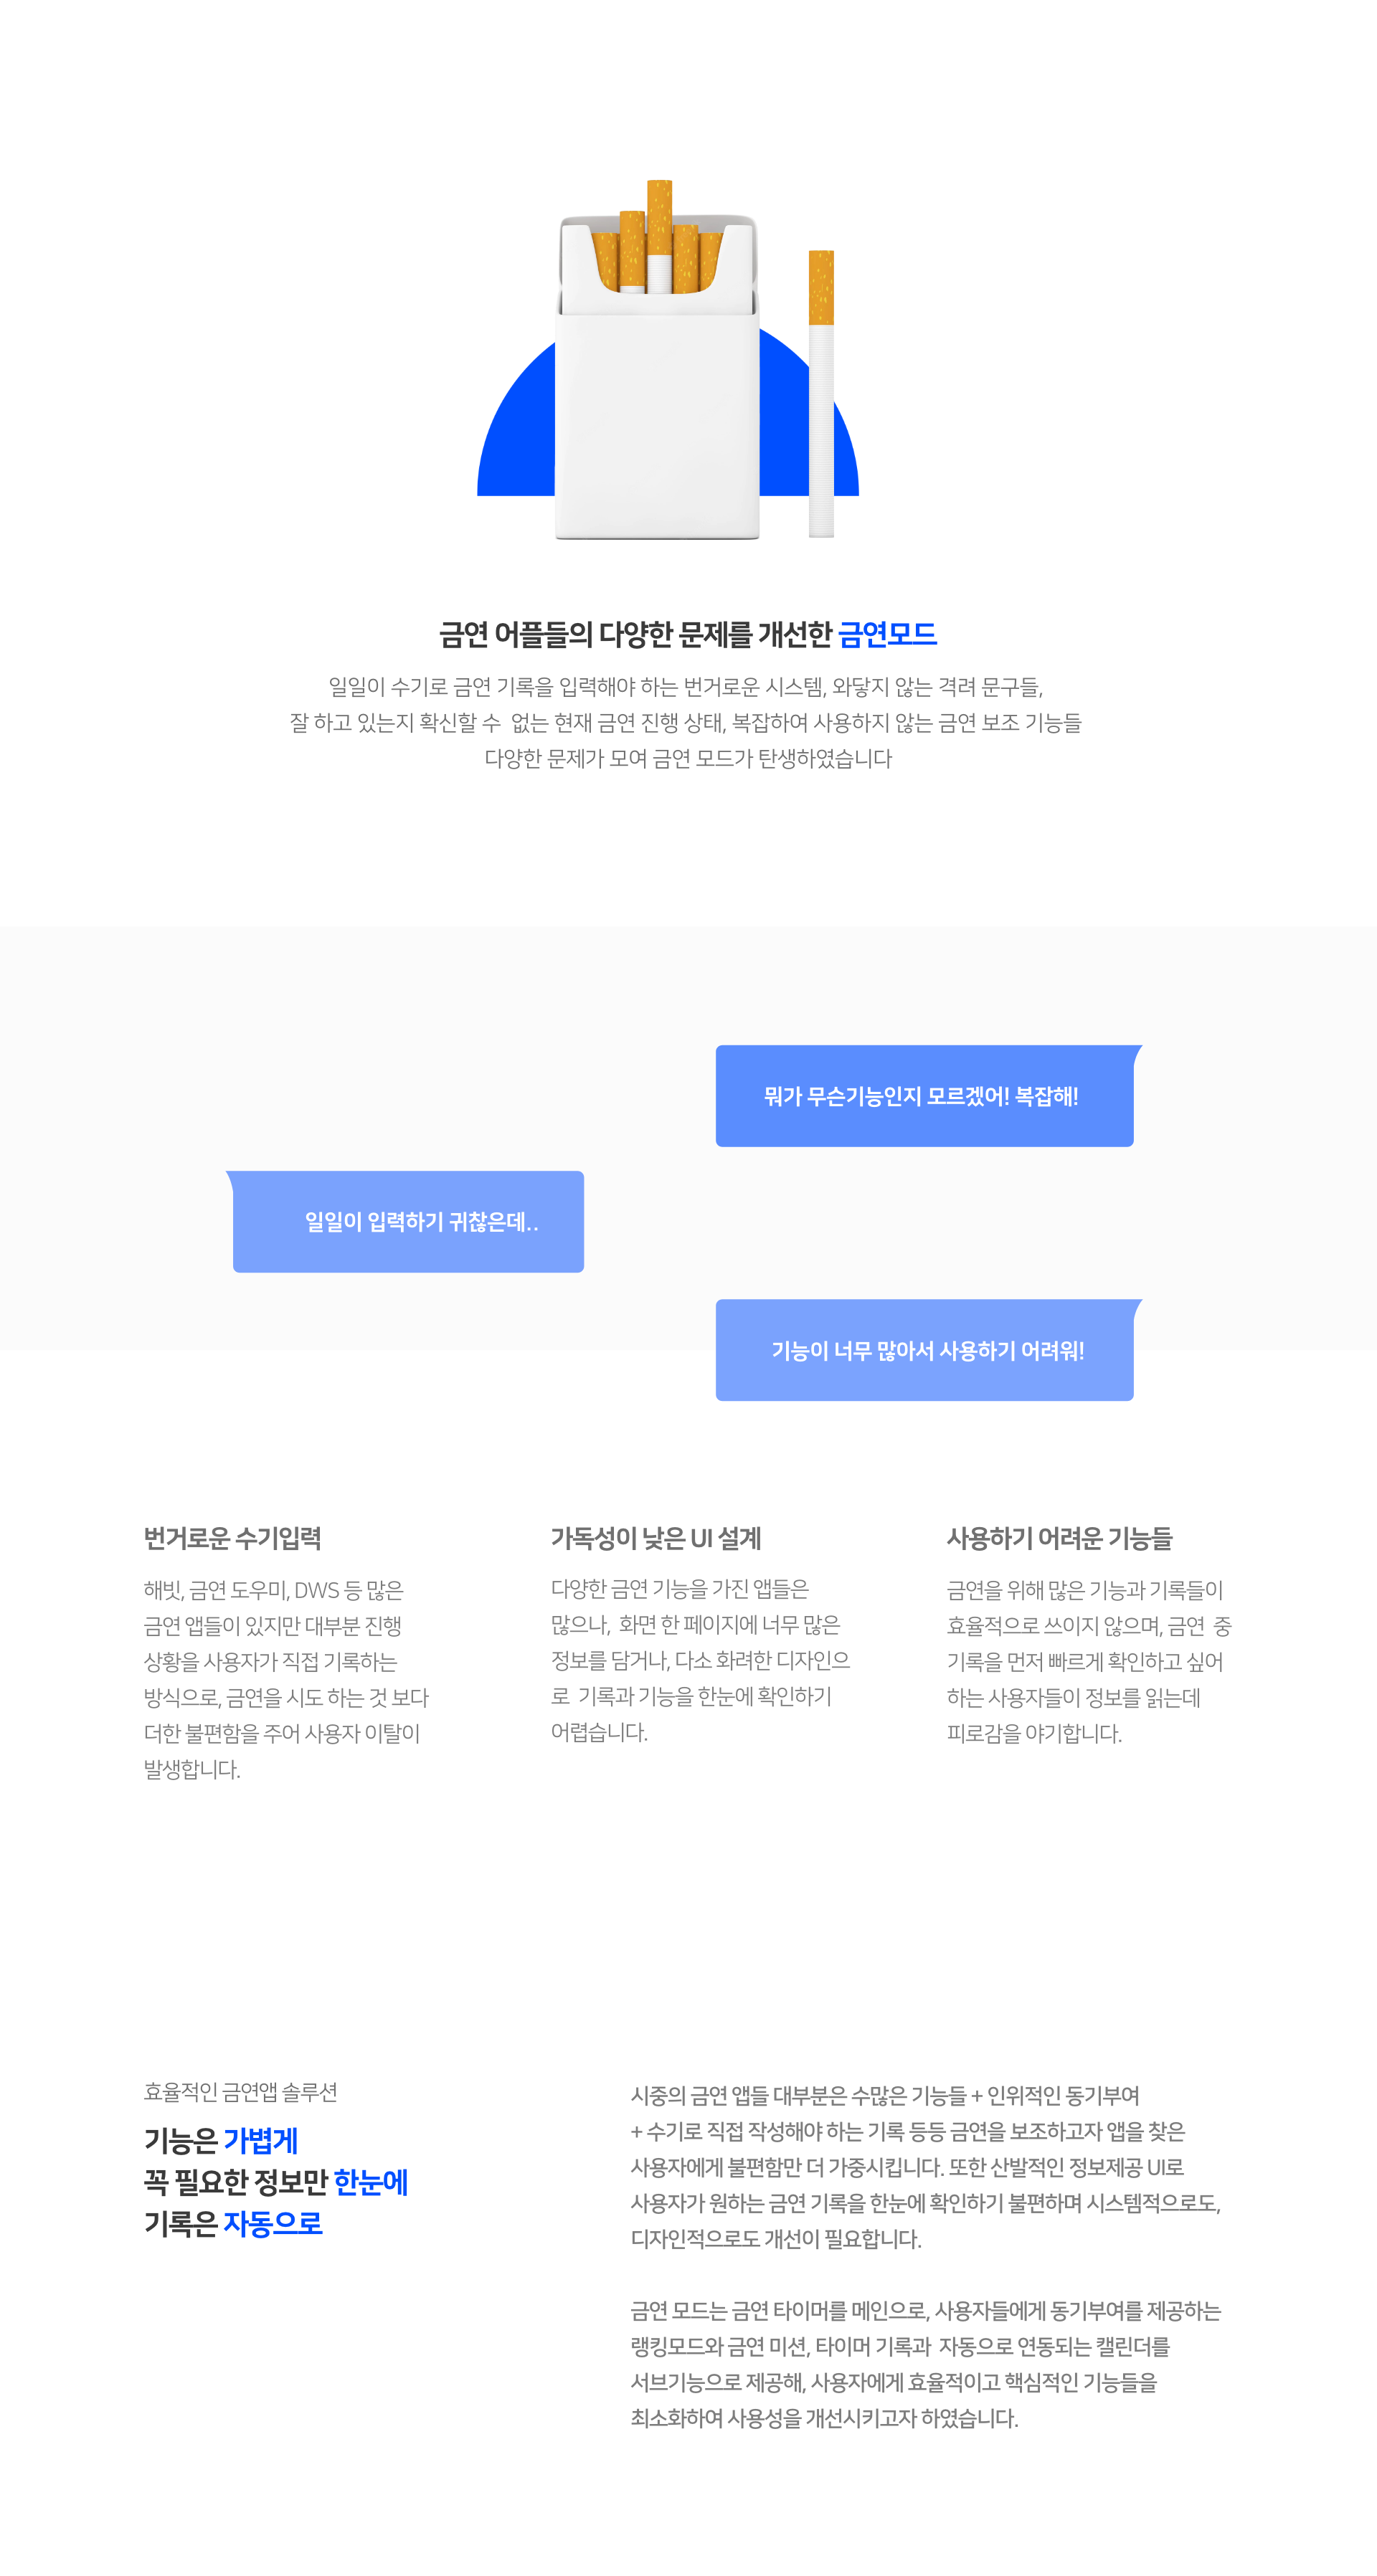 금연 어플들의 다양한 문제를 개선한 금연모드
일일이 수기로 금연 기록을 입력해야 하는 번거로운 시스템, 와닿지 않는 격려 문구들,
잘 하고 있는지 확신할 수 없는 현재 금연 진행 상태, 복잡하여 사용하지 않는 금연 보조 기능들
다양한 문제가 모여 금연 모드가 탄생하였습니다
뭐가 무슨기능인지 모르겠어! 복잡해!
일일이 입력하기 귀찮은데..
기능이 너무 많아서 사용하기 어려워!
번거로운 수기입력
해빗, 금연 도우미, DWS 등 많은
금연 앱들이 있지만 대부분 진행
상황을 사용자가 직접 기록하는
방식으로, 금연을 시도 하는 것 보다
더한 불편함을 주어 사용자 이탈이
발생합니다.
가독성이 낮은 UI 설계
다양한 금연 기능을 가진 앱들은
많으나, 화면 한 페이지에 너무 많은
정보를 담거나, 다소 화려한 디자인으
로 기록과 기능을 한눈에 확인하기
어렵습니다.
사용하기 어려운 기능들
금연을 위해 많은 기능과 기록들이
효율적으로 쓰이지 않으며, 금연 중
기록을 먼저 빠르게 확인하고 싶어
하는 사용자들이 정보를 읽는데
피로감을 야기합니다.
효율적인 금연앱 솔루션
기능은 가볍게
꼭 필요한 정보만 한눈에
기록은 자동으로
시중의 금연 앱들 대부분은 수많은 기능들 + 인위적인 동기부여
+ 수기로 직접 작성해야 하는 기록 등등 금연을 보조하고자 앱을 찾은
사용자에게 불편함만 더 가중시킵니다. 또한 산발적인 정보제공 UI로
사용자가 원하는 금연 기록을 한눈에 확인하기 불편하며 시스템적으로도,
디자인적으로도 개선이 필요합니다.
금연 모드는 금연 타이머를 메인으로, 사용자들에게 동기부여를 제공하는
랭킹모드와 금연 미션, 타이머 기록과 자동으로 연동되는 캘린더를
서브기능으로 제공해, 사용자에게 효율적이고 핵심적인 기능들을
최소화하여 사용성을 개선시키고자 하였습니다.